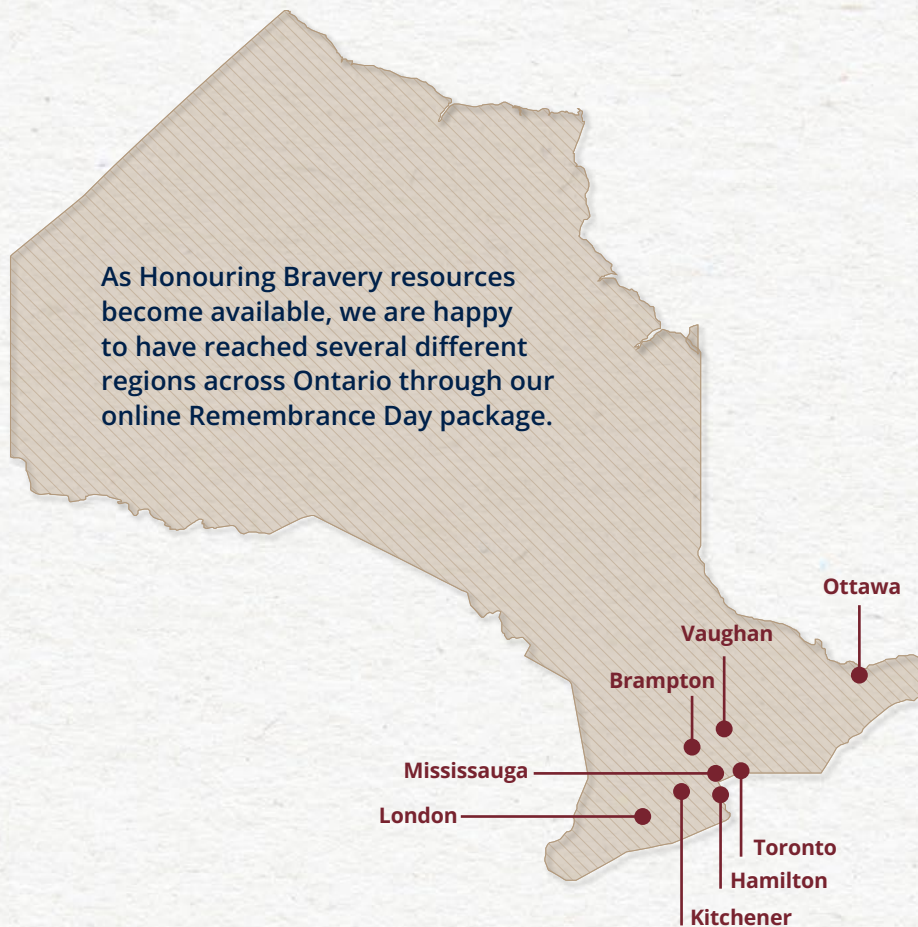 As Honouring Bravery resources
become available, we are happy
to have reached several different
regions across Ontario through our
online Remembrance Day package.
Ottawa
Vaughan
Brampton
Mississauga
London
Toronto
Hamilton
Kitchener